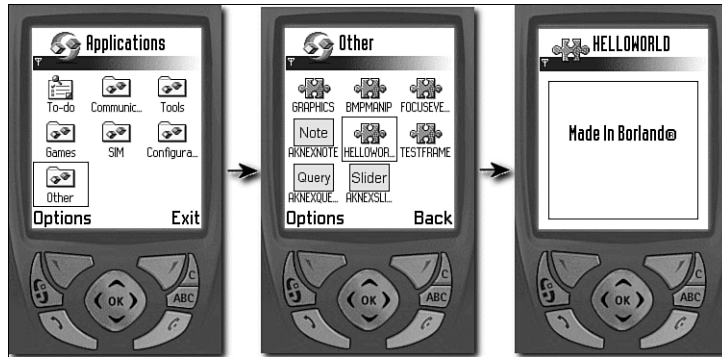 Applications
To-do Communic... Tools
Games SIM Configura...
Other
Options Exit
C
OK
ABC
Other
GRAPHICS BMPMANIP FOCUSEVE...
Note
AKNEXNOTE HELLOWOR... TESTFRAME
Query Slider
AKNEXQUE... AKNEXSLI...
Options Back
C
OK
ABC
HELLOWORLD
Made In Borland®
C
OK
ABC